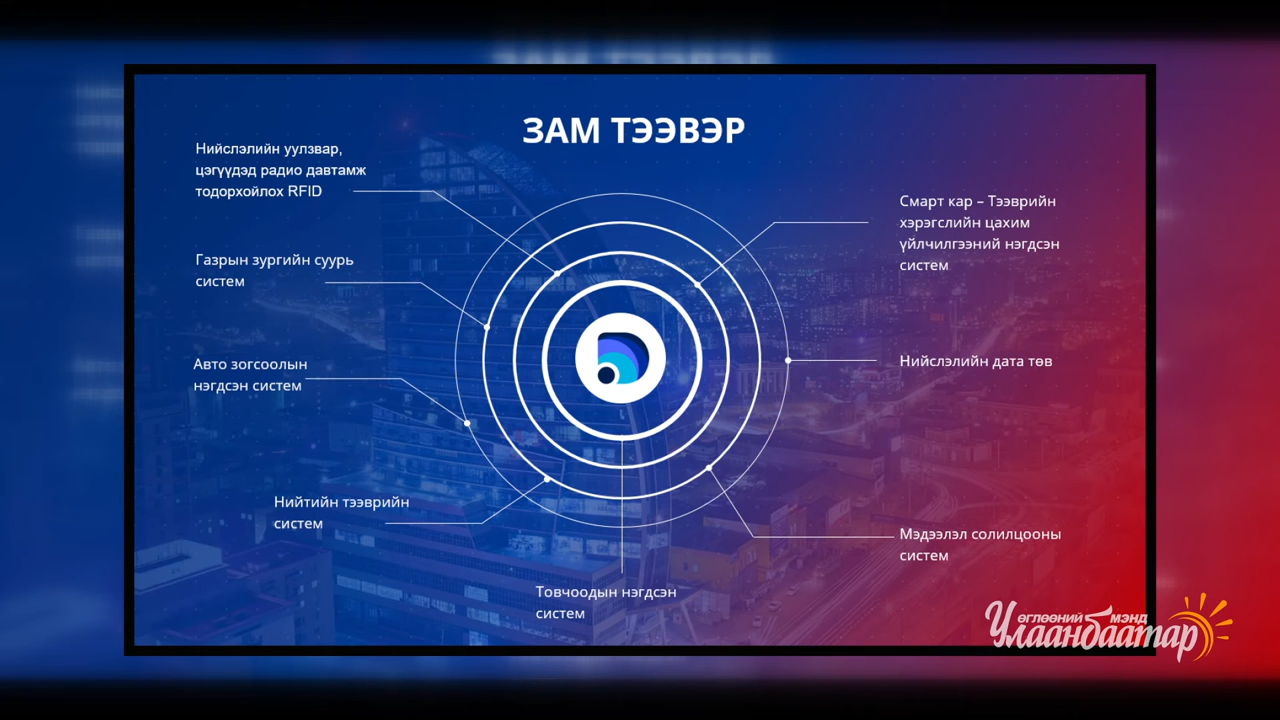 ЗАМ ТЭЭВЭР
Нийслэлийн уулзвар,
цэгүүдэд радио давтамж
тодорхойлох RFID
Газрын зургийн суурь
систем
Авто зогсоолын
нэгдсэн систем
Нийтийн тээврийн
систем
Товчоодын нэгдсэн
систем
Смарт кар – Тээврийн
хэрэгслийн цахим
үйлчилгээний нэгдсэн
систем
Нийслэлийн дата төв
Мэдээлэл солилцооны
систем
өглөөний мэнд
Улаанбаатар